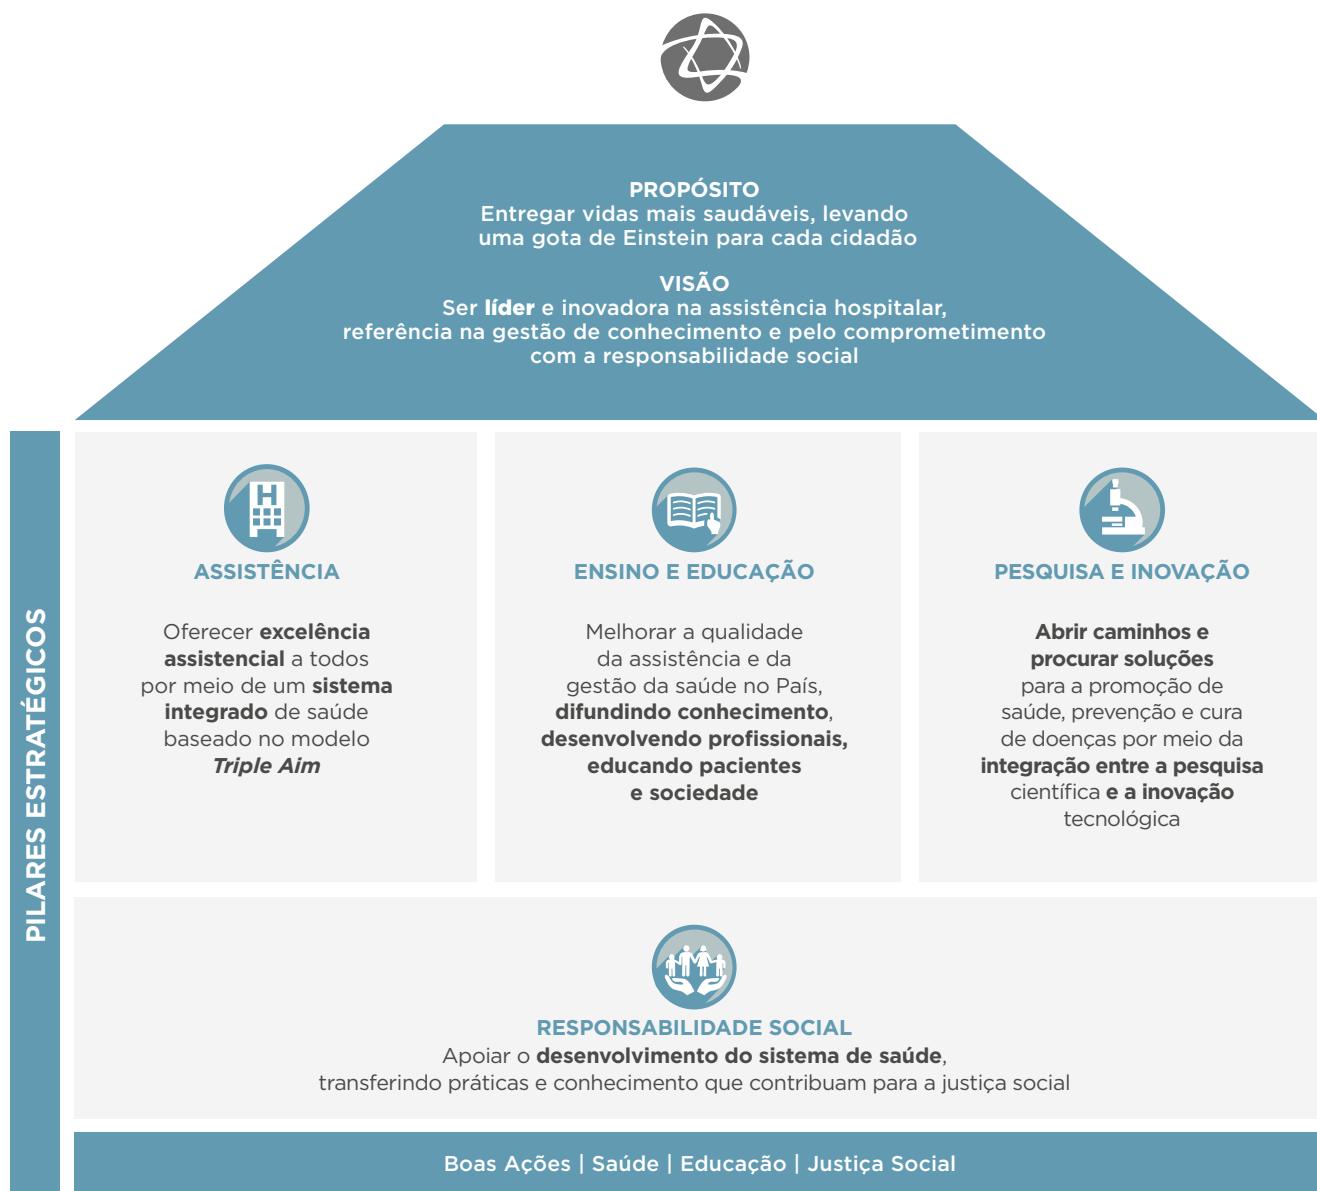 PROPÓSITO
Entregar vidas mais saudáveis, levando
uma gota de Einstein para cada cidadão
VISÃO
Ser líder e inovadora na assistência hospitalar,
referência na gestão de conhecimento e pelo comprometimento
com a responsabilidade social
PILARES ESTRATÉGICOS
H
ASSISTÊNCIA
Oferecer excelência
assistencial a todos
por meio de um sistema
integrado de saúde
baseado no modelo
Triple Aim
ENSINO E EDUCAÇÃO
Melhorar a qualidade
da assistência e da
gestão da saúde no País,
difundindo conhecimento,
desenvolvendo profissionais,
educando pacientes
e sociedade
PESQUISA E INOVAÇÃO
Abrir caminhos e
procurar soluções
para a promoção de
saúde, prevenção e cura
de doenças por meio da
integração entre a pesquisa
científica e a inovação
tecnológica
RESPONSABILIDADE SOCIAL
Apoiar o desenvolvimento do sistema de saúde,
transferindo práticas e conhecimento que contribuam para a justiça social
Boas Ações | Saúde | Educação | Justiça Social